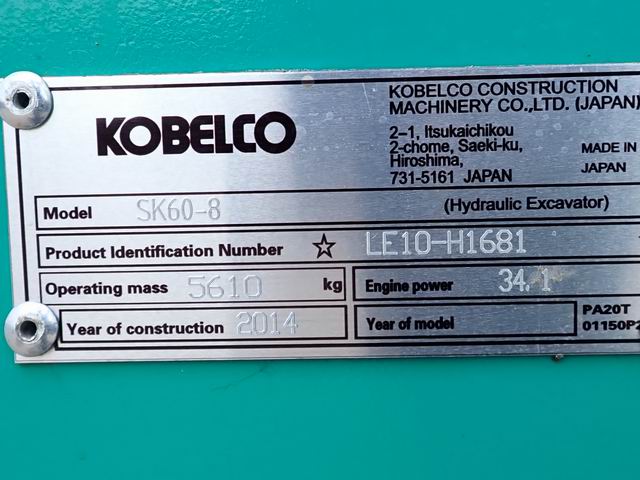 KOBELCO
KOBELCO CONSTRUCTION
MACHINERY CO.,LTD. (JAPAN)
2-1, Itsukaichikou
2-chome, Saeki-ku,
Hiroshima,
731-5161 JAPAN
MADE IN
JAPAN
Model SK60-8 (Hydraulic Excavator)
Product Identification Number ☆ LE10-H1681
Operating mass 5610 kg
Engine power 34.1
Year of construction 2014
Year of model
PA20T
01150P2